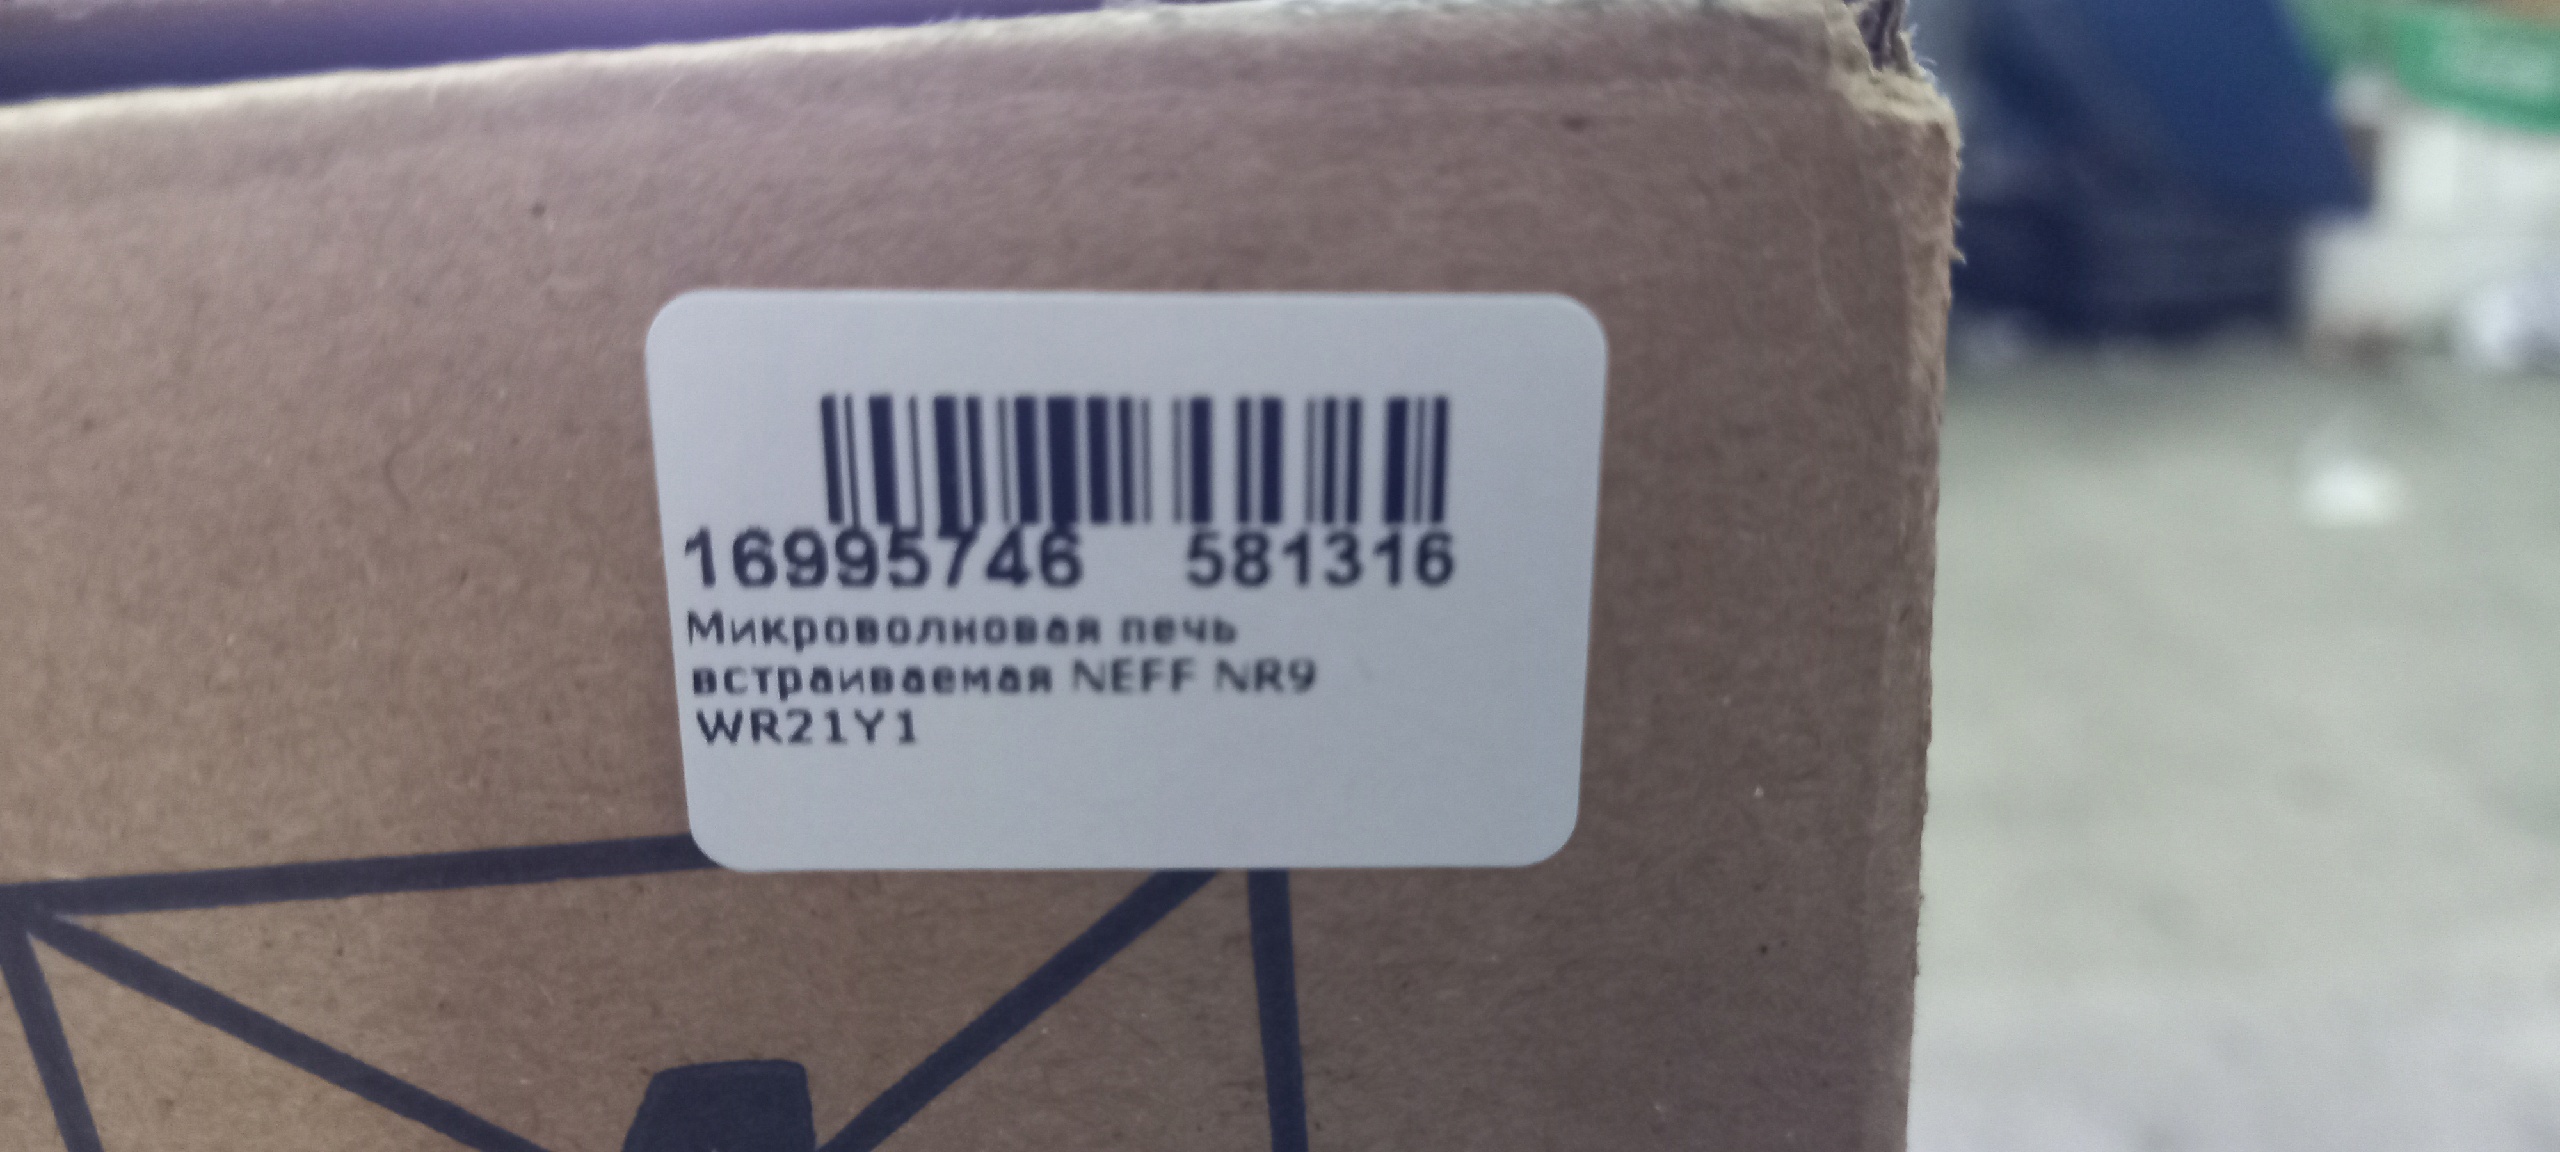 16995746 581316
Микроволновая печь
встраиваемая NEFF NR9
WR21Y1